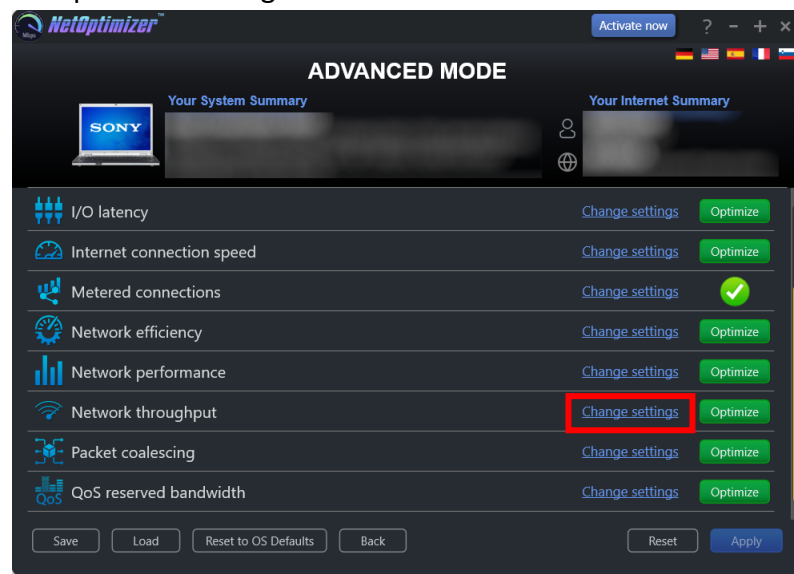 NetOptimizer™
Activate now
? - + ×
Mbps
ADVANCED MODE
Your System Summary
Your Internet Summary
SONY
I/O latency Change settings Optimize
Internet connection speed Change settings Optimize
Metered connections Change settings
Network efficiency Change settings Optimize
Network performance Change settings Optimize
Network throughput Change settings Optimize
Packet coalescing Change settings Optimize
QoS QoS reserved bandwidth Change settings Optimize
Save Load Reset to OS Defaults Back Reset Apply